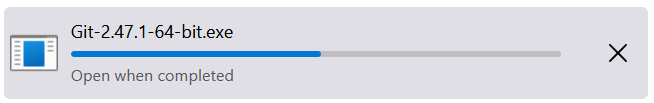 Git-2.47.1-64-bit.exe
Open when completed